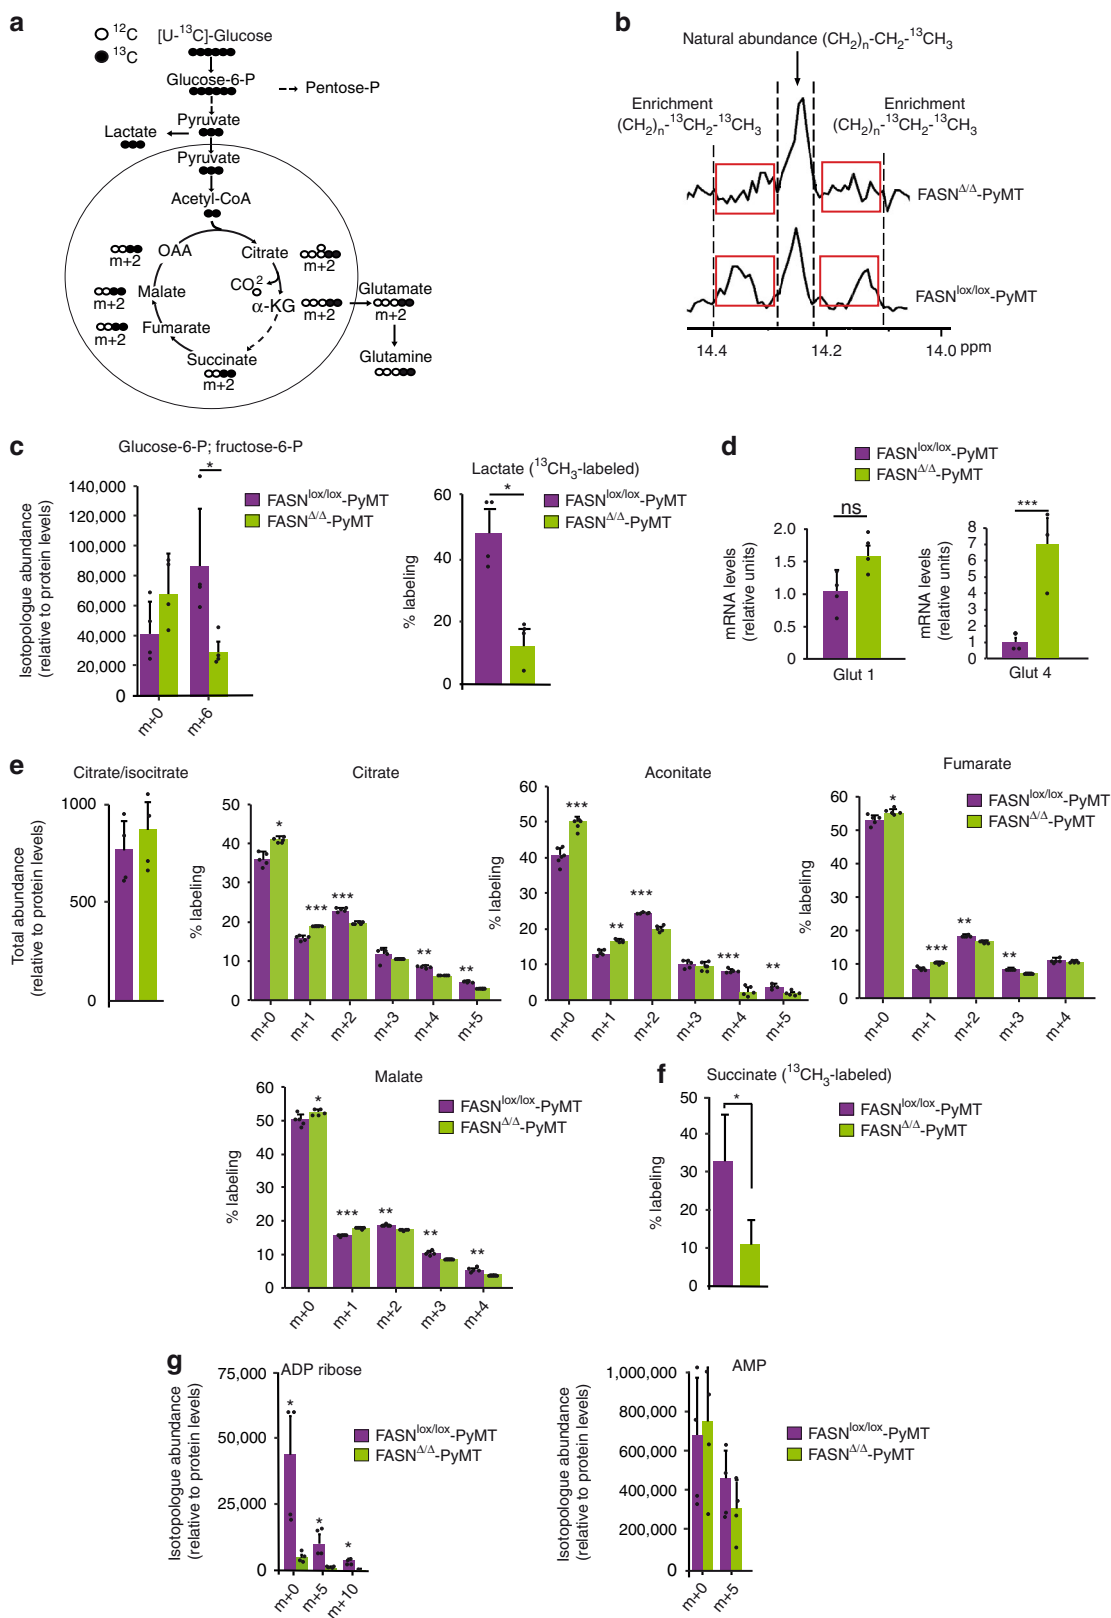 a
12C
13C
[U-13C]-Glucose
Glucose-6-P
Pentose-P
Pyruvate
Lactate
Pyruvate
Acetyl-CoA
OAA
Citrate
m+2
m+2
CO2
Malate
α-KG
Glutamate
m+2
m+2
m+2
Fumarate
m+2
Succinate
Glutamine
m+2
b
Natural abundance (CH2)n-CH2-13CH3
Enrichment
(CH2)n-13CH2-13CH3
Enrichment
(CH2)n-13CH2-13CH3
FASNΔ/Δ-PyMT
FASNlox/lox-PyMT
14.4
14.2
14.0 ppm
c
Glucose-6-P; fructose-6-P
*
140,000
120,000
100,000
80,000
60,000
40,000
20,000
0
Isotopologue abundance
(relative to protein levels)
m+0
m+6
FASNlox/lox-PyMT
FASNΔ/Δ-PyMT
Lactate (13CH3-labeled)
60
40
20
0
% labeling
*
FASNlox/lox-PyMT
FASNΔ/Δ-PyMT
d
FASNlox/lox-PyMT
FASNΔ/Δ-PyMT
ns
2.0
1.5
1.0
0.5
0
mRNA levels
(relative units)
Glut 1
***
8
7
6
5
4
3
2
1
0
mRNA levels
(relative units)
Glut 4
e
Citrate/isocitrate
1000
500
0
Total abundance
(relative to protein levels)
Citrate
50
40
30
20
10
0
% labeling
*
***
***
**
**
m+0
m+1
m+2
m+3
m+4
m+5
Aconitate
60
50
40
30
20
10
0
% labeling
***
**
***
***
**
m+0
m+1
m+2
m+3
m+4
m+5
Fumarate
60
50
40
30
20
10
0
% labeling
*
***
**
**
FASNlox/lox-PyMT
FASNΔ/Δ-PyMT
m+0
m+1
m+2
m+3
m+4
Malate
60
50
40
30
20
10
0
% labeling
*
***
**
**
**
FASNlox/lox-PyMT
FASNΔ/Δ-PyMT
m+0
m+1
m+2
m+3
m+4
f
Succinate (13CH3-labeled)
50
40
30
20
10
0
% labeling
*
FASNlox/lox-PyMT
FASNΔ/Δ-PyMT
g
ADP ribose
75,000
50,000
25,000
0
Isotopologue abundance
(relative to protein levels)
*
*
*
FASNlox/lox-PyMT
FASNΔ/Δ-PyMT
m+0
m+5
m+10
AMP
1,000,000
800,000
600,000
400,000
200,000
0
Isotopologue abundance
(relative to protein levels)
FASNlox/lox-PyMT
FASNΔ/Δ-PyMT
m+0
m+5